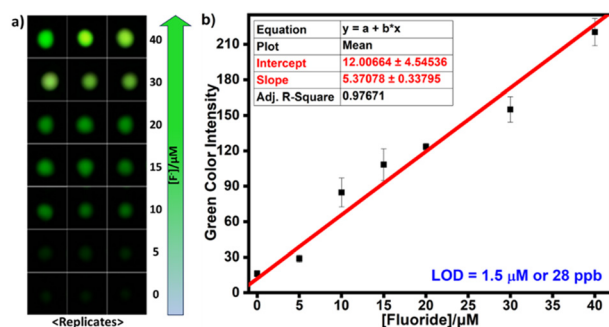 a)
40
30
20
15
10
5
0
[F]/µM
<Replicates>
b)
Equation y = a + b*x
Plot Mean
Intercept 12.00664 ± 4.54536
Slope 5.37078 ± 0.33795
Adj. R-Square 0.97671
Green Color Intensity
210
180
150
120
90
60
30
0
LOD = 1.5 µM or 28 ppb
0 5 10 15 20 25 30 35 40
[Fluoride]/µM